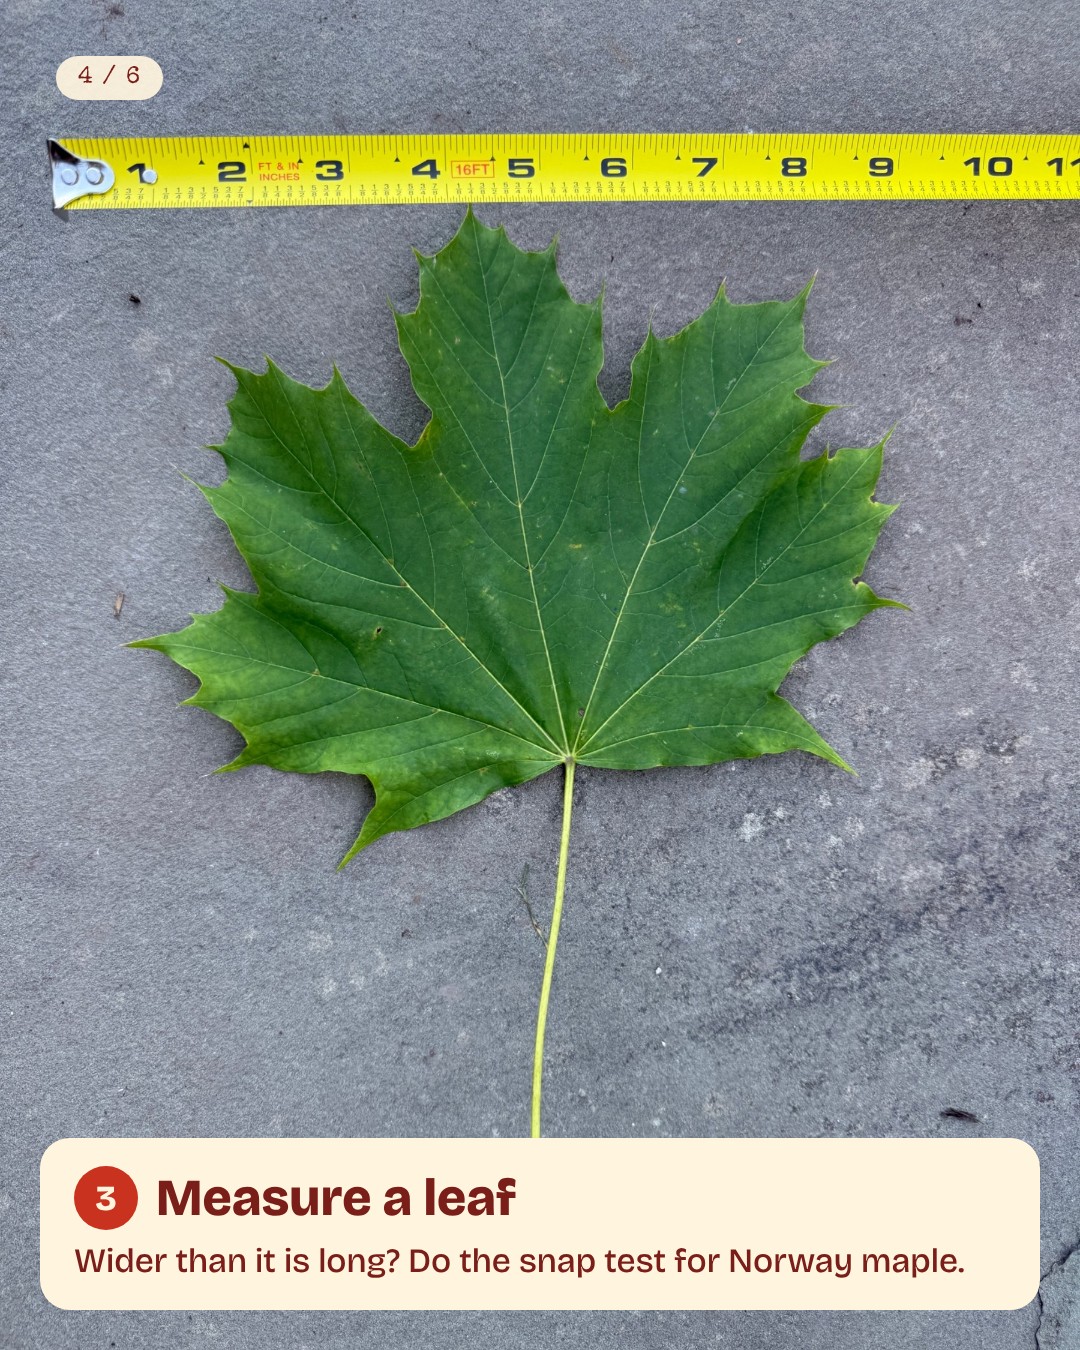 4 / 6
1 2 FT & IN INCHES 3 4 16FT 5 6 7 8 9 10 11
3 Measure a leaf
Wider than it is long? Do the snap test for Norway maple.